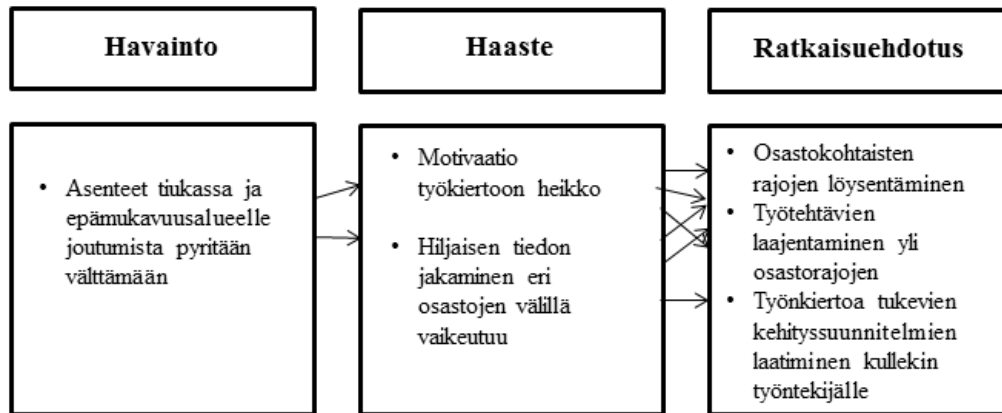 Havainto
Haaste
Ratkaisuehdotus
• Asenteet tiukassa ja
epämukavuusalueelle
joutumista pyritään
välttämään
• Motivaatio
työkiertoon heikko
• Hiljaisen tiedon
jakaminen eri
osastojen välillä
vaikeutuu
• Osastokohtaisten
rajojen löysentäminen
• Työtehtävien
laajentaminen yli
osastorajojen
• Työnkiertoa tukevien
kehityssuunnitelmien
laatiminen kullekin
työntekijälle